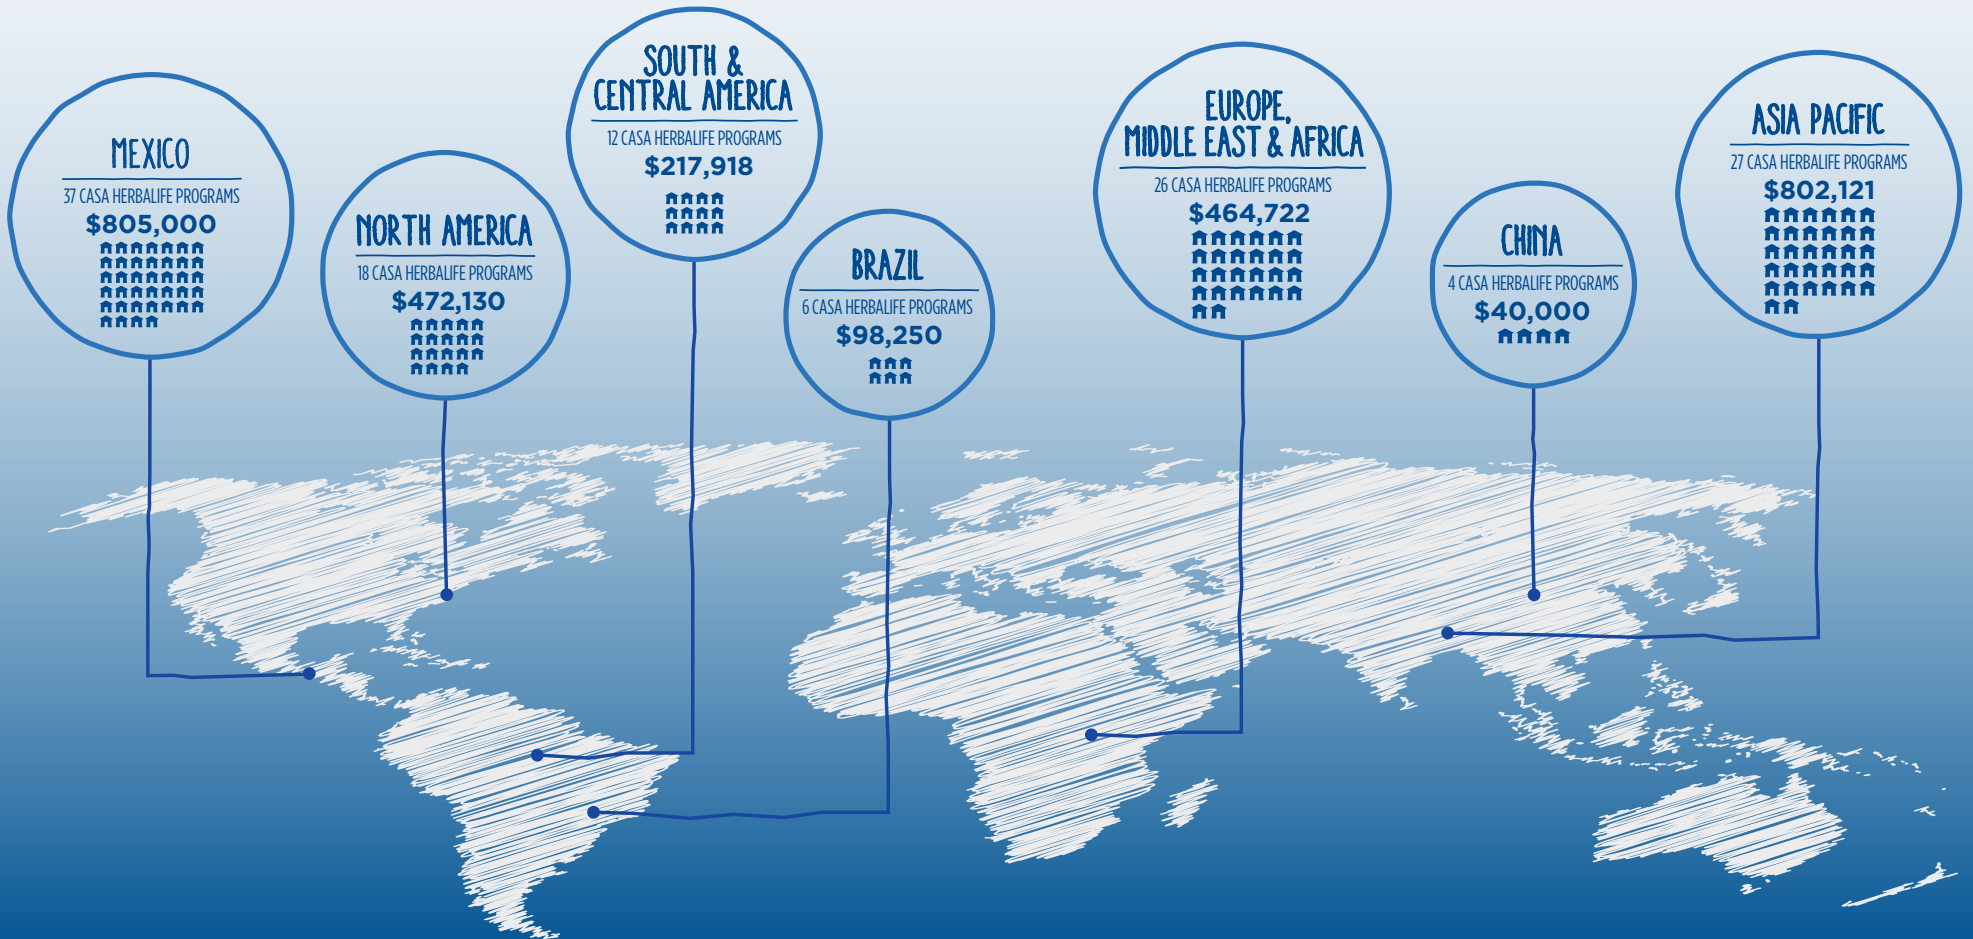 MEXICO
37 CASA HERBALIFE PROGRAMS
$805,000
NORTH AMERICA
18 CASA HERBALIFE PROGRAMS
$472,130
SOUTH &
CENTRAL AMERICA
12 CASA HERBALIFE PROGRAMS
$217,918
BRAZIL
6 CASA HERBALIFE PROGRAMS
$98,250
EUROPE,
MIDDLE EAST & AFRICA
26 CASA HERBALIFE PROGRAMS
$464,722
CHINA
4 CASA HERBALIFE PROGRAMS
$40,000
ASIA PACIFIC
27 CASA HERBALIFE PROGRAMS
$802,121